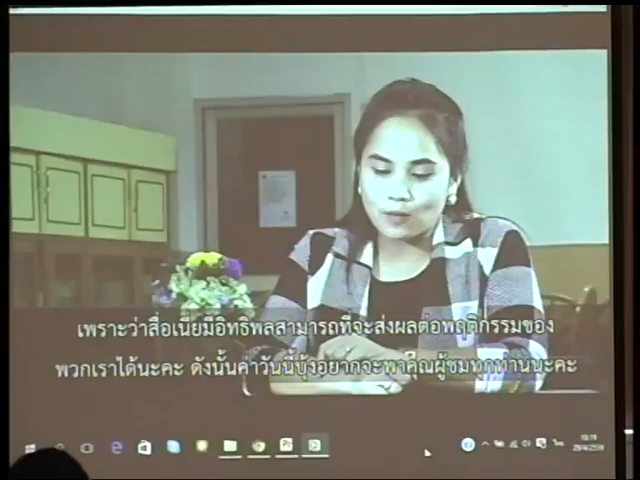 เพราะว่าสื่อเนี่ยมีอิทธิพลสามารถที่จะส่งผลต่อพฤติกรรมของ
พวกเราได้นะคะ ดังนั้นค่ะวันนี้บุ้งอยากจะพาคุณผู้ชมทุกท่านนะคะ